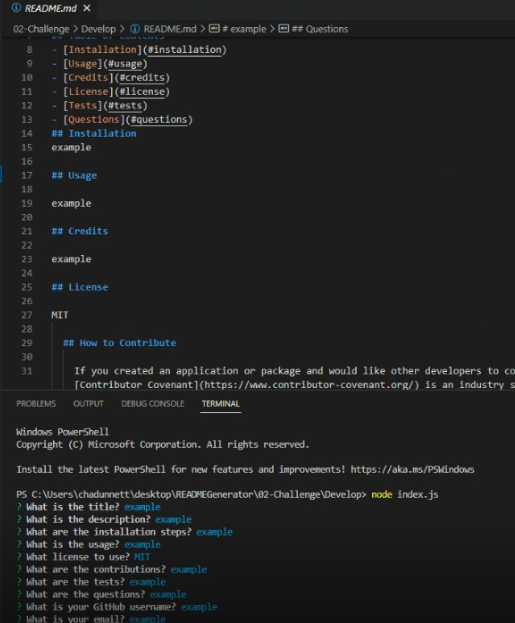 README.md
02-Challenge > Develop > README.md > # example > ## Questions
7 ## Table of Contents
8 - [Installation](#installation)
9 - [Usage](#usage)
10 - [Credits](#credits)
11 - [License](#license)
12 - [Tests](#tests)
13 - [Questions](#questions)
14 ## Installation
15 example
16
17 ## Usage
18
19 example
20
21 ## Credits
22
23 example
24
25 ## License
26
27 MIT
28
29 ## How to Contribute
30
31 If you created an application or package and would like other developers to co
[Contributor Covenant](https://www.contributor-covenant.org/) is an industry s
PROBLEMS OUTPUT DEBUG CONSOLE TERMINAL
Windows PowerShell
Copyright (C) Microsoft Corporation. All rights reserved.
Install the latest PowerShell for new features and improvements! https://aka.ms/PSWindows
PS C:\Users\chadunnett\desktop\READMEGenerator\02-Challenge\Develop> node index.js
? What is the title? example
? What is the description? example
? What are the installation steps? example
? What is the usage? example
? What license to use? MIT
? What are the contributions? example
? What are the tests? example
? What are the questions? example
? What is your GitHub username? example
? What is your email? example